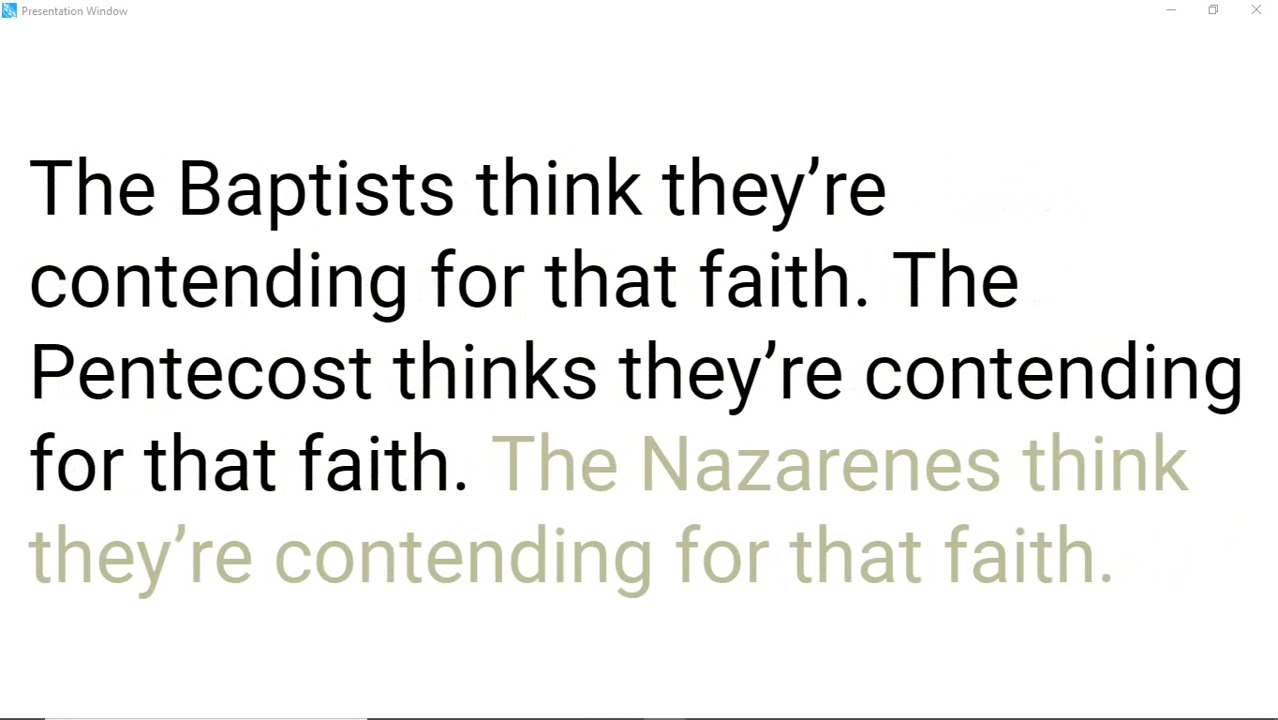 Presentation Window
The Baptists think they’re
contending for that faith. The
Pentecost thinks they’re contending
for that faith. The Nazarenes think
they’re contending for that faith.